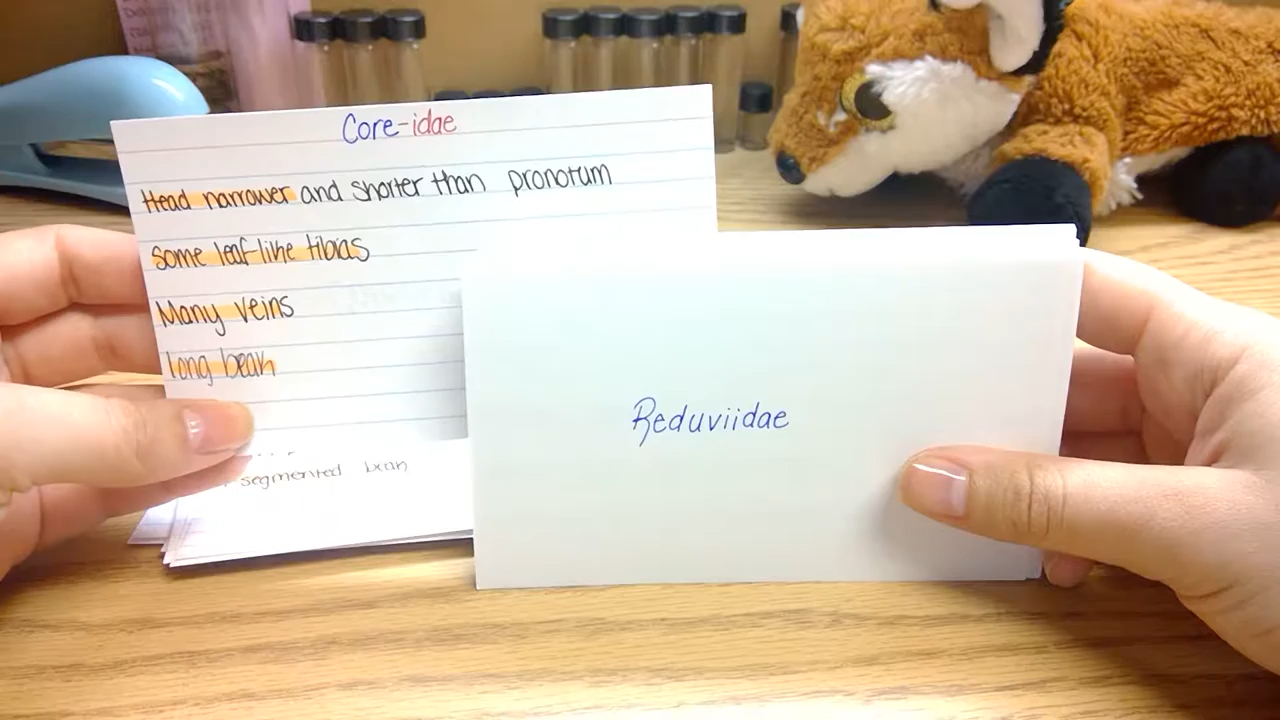 Core-idae
Head narrower and shorter than pronotum
some leaf-like tibias
Many veins
long beak
segmented beak
Reduviidae